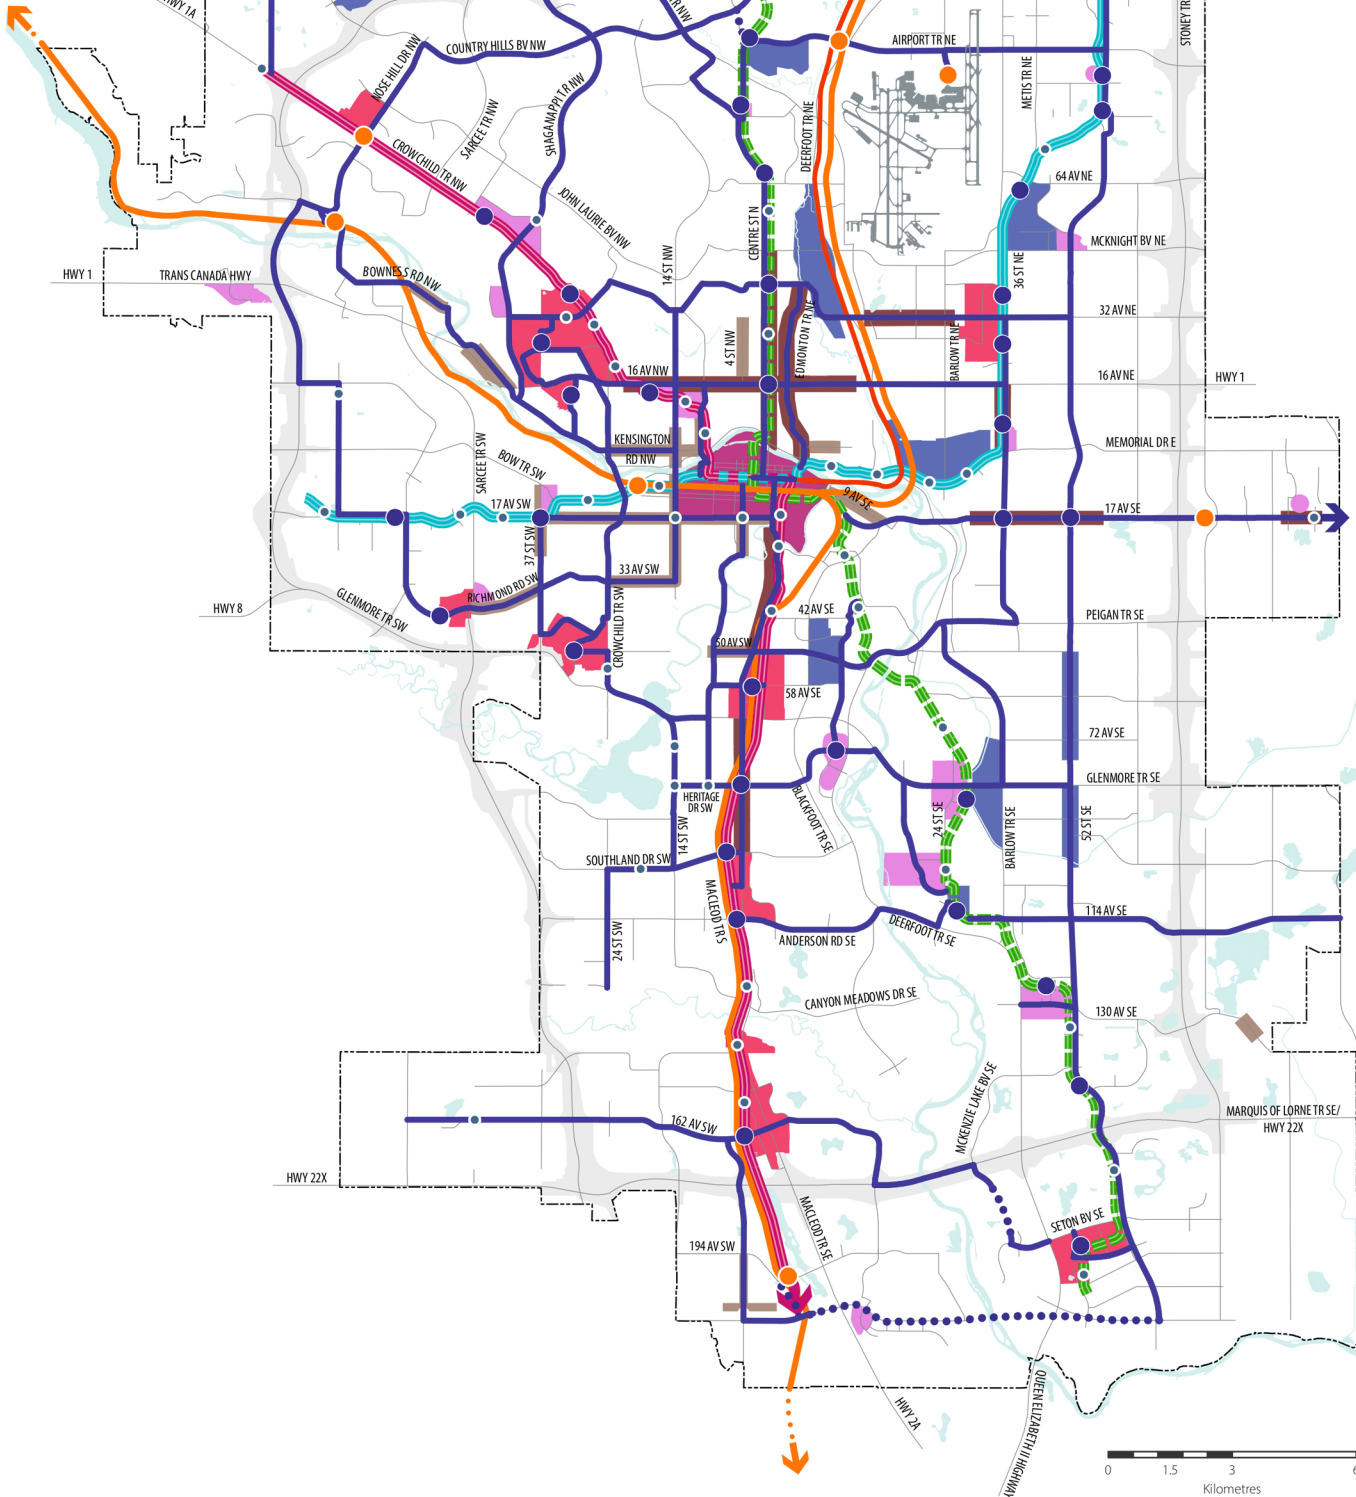 HWY 1A
TR NW
STONEY TR
COUNTRY HILLS BV NW
AIRPORT TR NE
NOSE HILL DR NW
SARCEE TR NW
SHAGANAPPI TR NW
METIS TR NE
DEERFOOT TR NE
CROWCHILD TR NW
64 AV NE
JOHN LAURIE BV NW
CENTRE ST N
MCKNIGHT BV NE
14 ST NW
36 ST NE
HWY 1
TRANS CANADA HWY
BOWNESS RD NW
32 AV NE
4 ST NW
EDMONTON TR NE
BARLOW TR NE
16 AV NW
16 AV NE
HWY 1
KENSINGTON
RD NW
MEMORIAL DR E
SARCEE TR SW
BOW TR SW
17 AV SW
9 AV SE
17 AV SE
37 ST SW
33 AV SW
RICHMOND RD SW
HWY 8
GLENMORE TR SW
CROWCHILD TR SW
42 AV SE
PEIGAN TR SE
50 AV SW
58 AV SE
72 AV SE
GLENMORE TR SE
HERITAGE
DR SW
BLACKFOOT TR SE
24 ST SE
BARLOW TR SE
52 ST SE
14 ST SW
SOUTHLAND DR SW
MACLEOD TR S
114 AV SE
24 ST SW
ANDERSON RD SE
DEERFOOT TR SE
CANYON MEADOWS DR SE
130 AV SE
MCKENZIE LAKE BV SE
162 AV SW
MARQUIS OF LORNE TR SE/
HWY 22X
HWY 22X
MACLEOD TR SE
SETON BV SE
194 AV SW
HWY 2A
QUEEN ELIZABETH II HIGHWAY
0 1.5 3 6
Kilometres